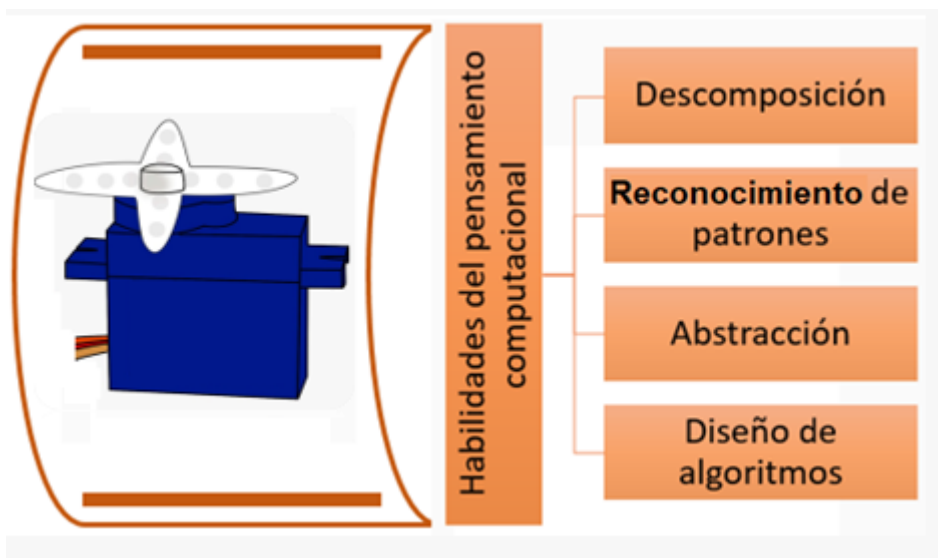 Habilidades del pensamiento
computacional
Descomposición
Reconocimiento de
patrones
Abstracción
Diseño de
algoritmos